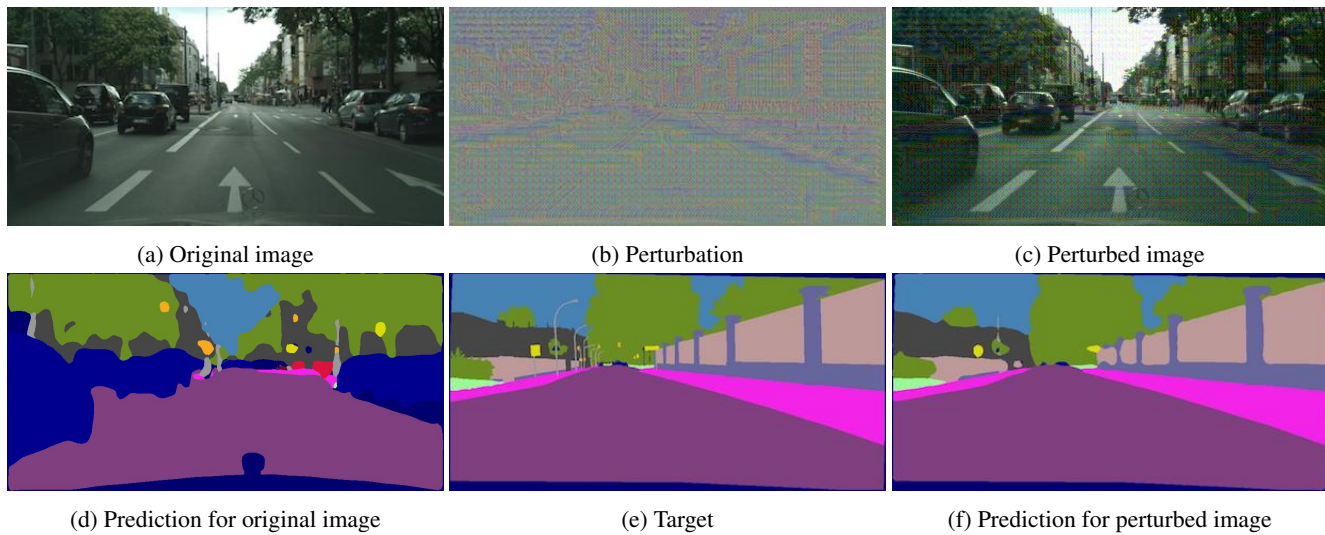 (a) Original image
(b) Perturbation
(c) Perturbed image
(d) Prediction for original image
(e) Target
(f) Prediction for perturbed image